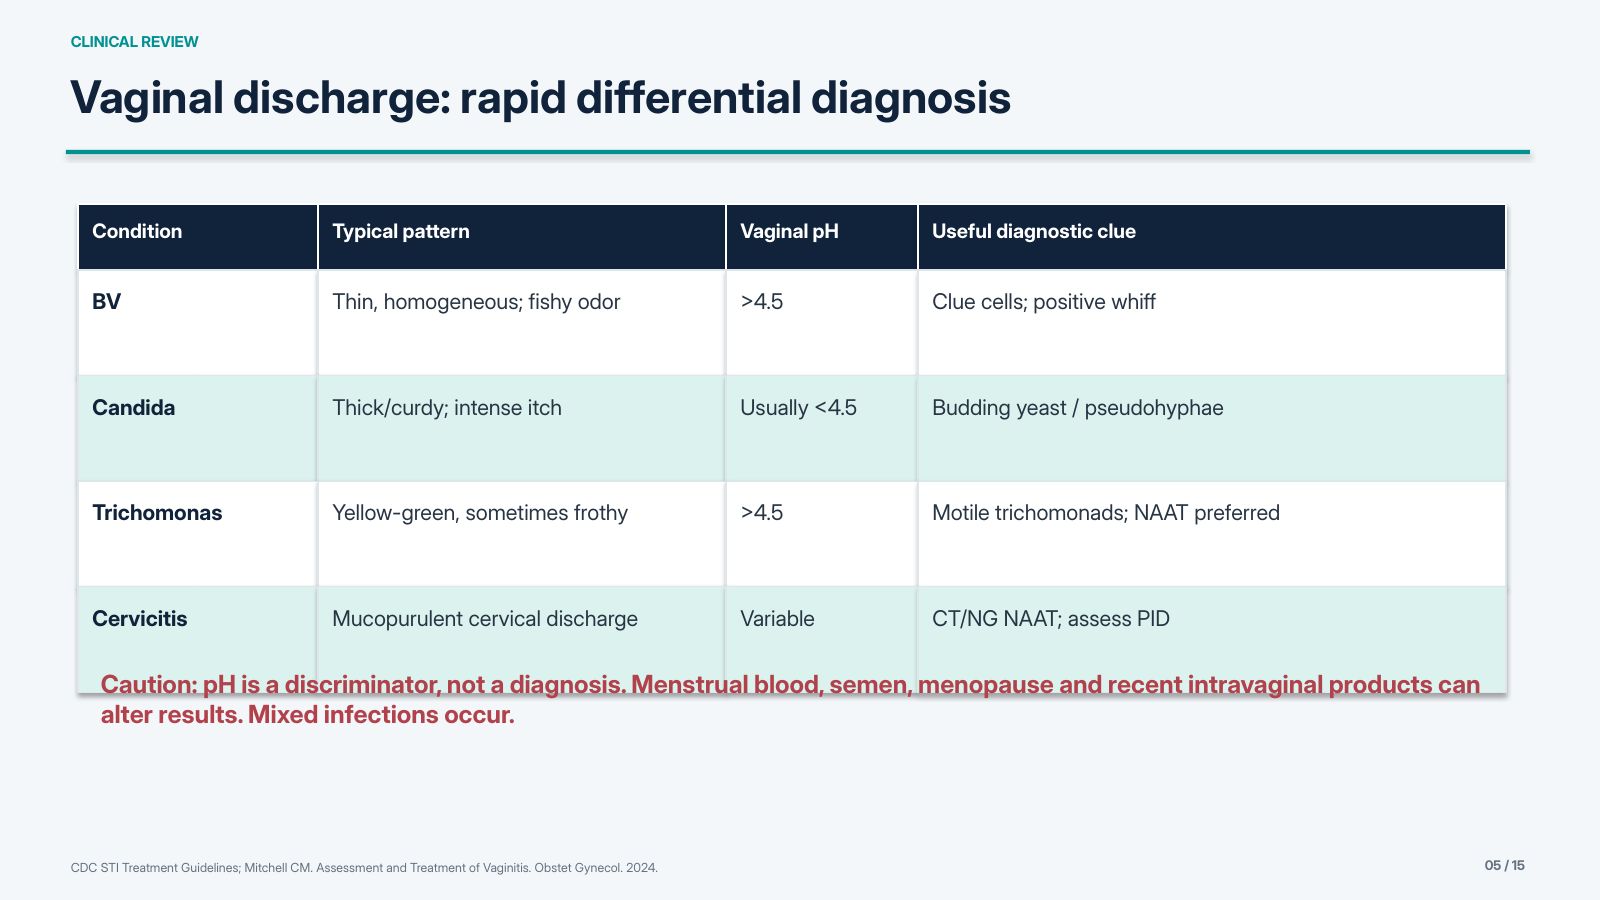 CLINICAL REVIEW
Vaginal discharge: rapid differential diagnosis
Condition Typical pattern Vaginal pH Useful diagnostic clue
BV Thin, homogeneous; fishy odor >4.5 Clue cells; positive whiff
Candida Thick/curdy; intense itch Usually <4.5 Budding yeast / pseudohyphae
Trichomonas Yellow-green, sometimes frothy >4.5 Motile trichomonads; NAAT preferred
Cervicitis Mucopurulent cervical discharge Variable CT/NG NAAT; assess PID
Caution: pH is a discriminator, not a diagnosis. Menstrual blood, semen, menopause and recent intravaginal products can
alter results. Mixed infections occur.
CDC STI Treatment Guidelines; Mitchell CM. Assessment and Treatment of Vaginitis. Obstet Gynecol. 2024.
05 / 15